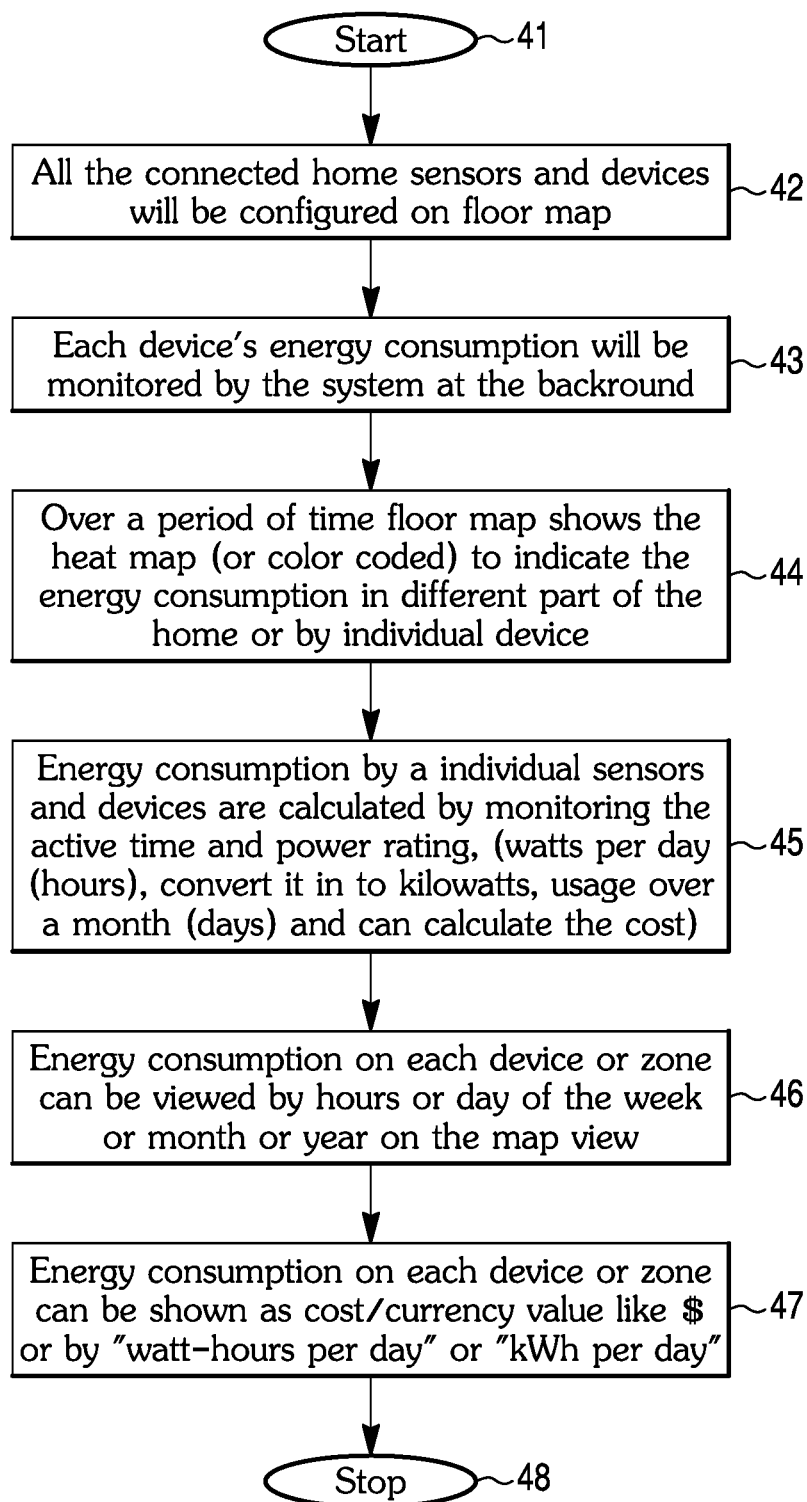 Start
41
All the connected home sensors and devices
will be configured on floor map
42
Each device's energy consumption will be
monitored by the system at the backround
43
Over a period of time floor map shows the
heat map (or color coded) to indicate the
energy consumption in different part of the
home or by individual device
44
Energy consumption by a individual sensors
and devices are calculated by monitoring the
active time and power rating, (watts per day
(hours), convert it in to kilowatts, usage over
a month (days) and can calculate the cost)
45
Energy consumption on each device or zone
can be viewed by hours or day of the week
or month or year on the map view
46
Energy consumption on each device or zone
can be shown as cost/currency value like $
or by "watt-hours per day" or "kWh per day"
47
Stop
48